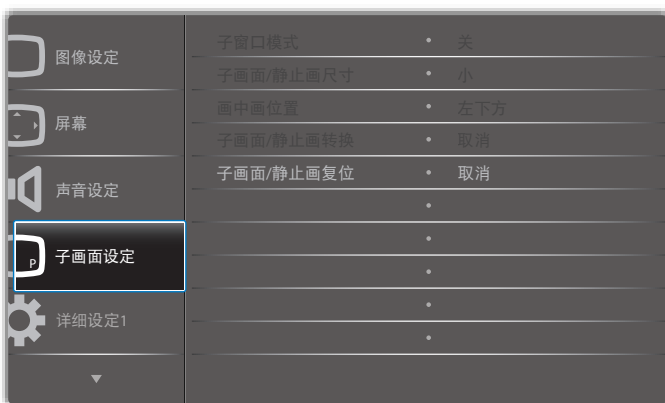 图像设定
屏幕
声音设定
P
子画面设定
详细设定1
子窗口模式 • 关
子画面/静止画尺寸 • 小
画中画位置 • 左下方
子画面/静止画转换 • 取消
子画面/静止画复位 • 取消